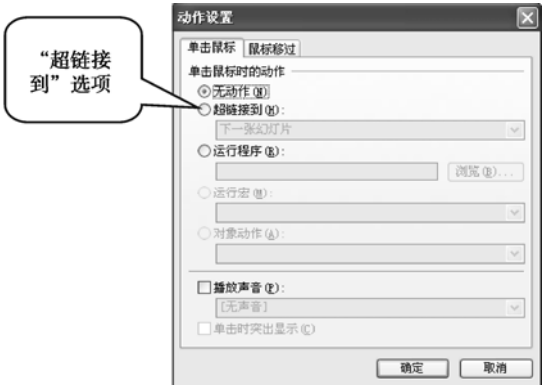 动作设置
“超链接
到”选项
单击鼠标 鼠标移过
单击鼠标时的动作
无动作(N)
超链接到(H):
下一张幻灯片
运行程序(R):
浏览(B)...
运行宏(M):
对象动作(A):
播放声音(P):
[无声音]
单击时突出显示(C)
确定 取消